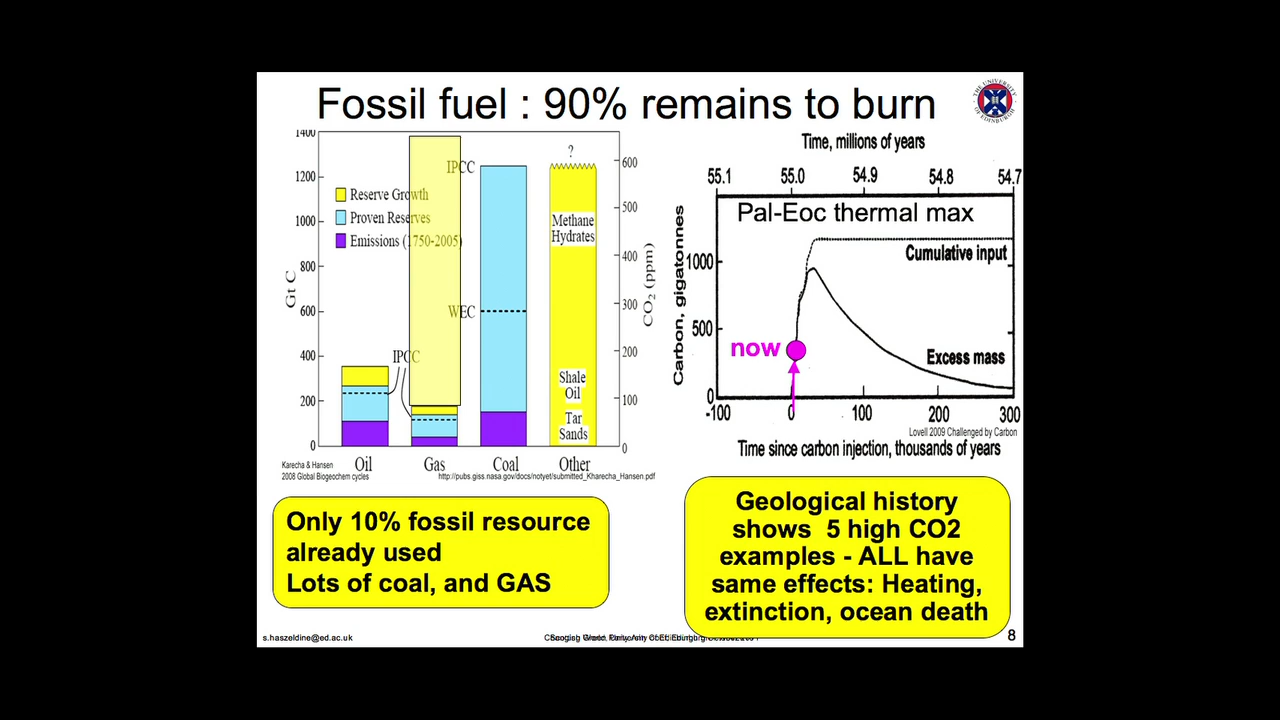 Fossil fuel : 90% remains to burn
THE UNIVERSITY
OF EDINBURGH
1400
1200
1000
800
600
400
200
0
Gt C
Reserve Growth
Proven Reserves
Emissions (1750-2005)
IPCC
WEC
IPCC
?
Methane
Hydrates
Shale
Oil
Tar
Sands
600
500
400
300
200
100
0
CO2 (ppm)
Oil
Gas
Coal
Other
Karecha & Hansen
2008 Global Biogeochem cycles
http://pubs.giss.nasa.gov/docs/notyet/submitted_Kharecha_Hansen.pdf
Time, millions of years
55.1
55.0
54.9
54.8
54.7
Pal-Eoc thermal max
Cumulative input
Excess mass
Carbon, gigatonnes
1000
500
0
now
-100
0
100
200
300
Lovell 2009 Challenged by Carbon
Time since carbon injection, thousands of years
Only 10% fossil resource
already used
Lots of coal, and GAS
Geological history
shows 5 high CO2
examples - ALL have
same effects: Heating,
extinction, ocean death
s.haszeldine@ed.ac.uk
8